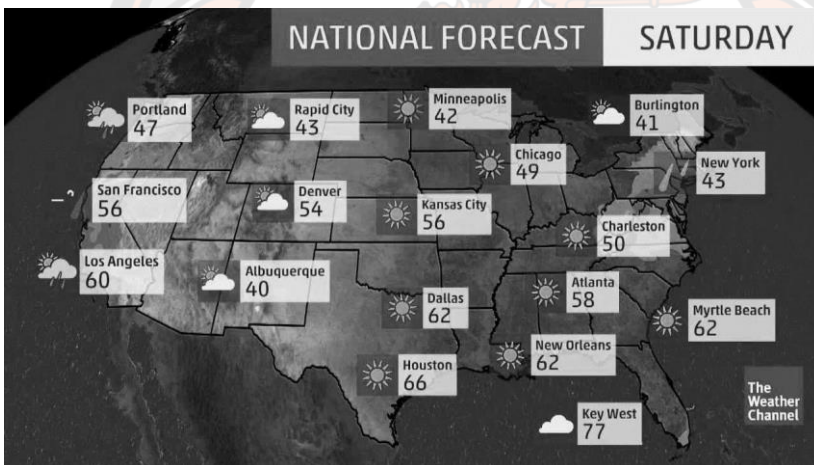 NATIONAL FORECAST
SATURDAY
Portland
47
Rapid City
43
Minneapolis
42
Burlington
41
Chicago
49
New York
43
San Francisco
56
Denver
54
Kansas City
56
Charleston
50
Los Angeles
60
Albuquerque
40
Dallas
62
Atlanta
58
Myrtle Beach
62
New Orleans
62
Houston
66
Key West
77
The
Weather
Channel